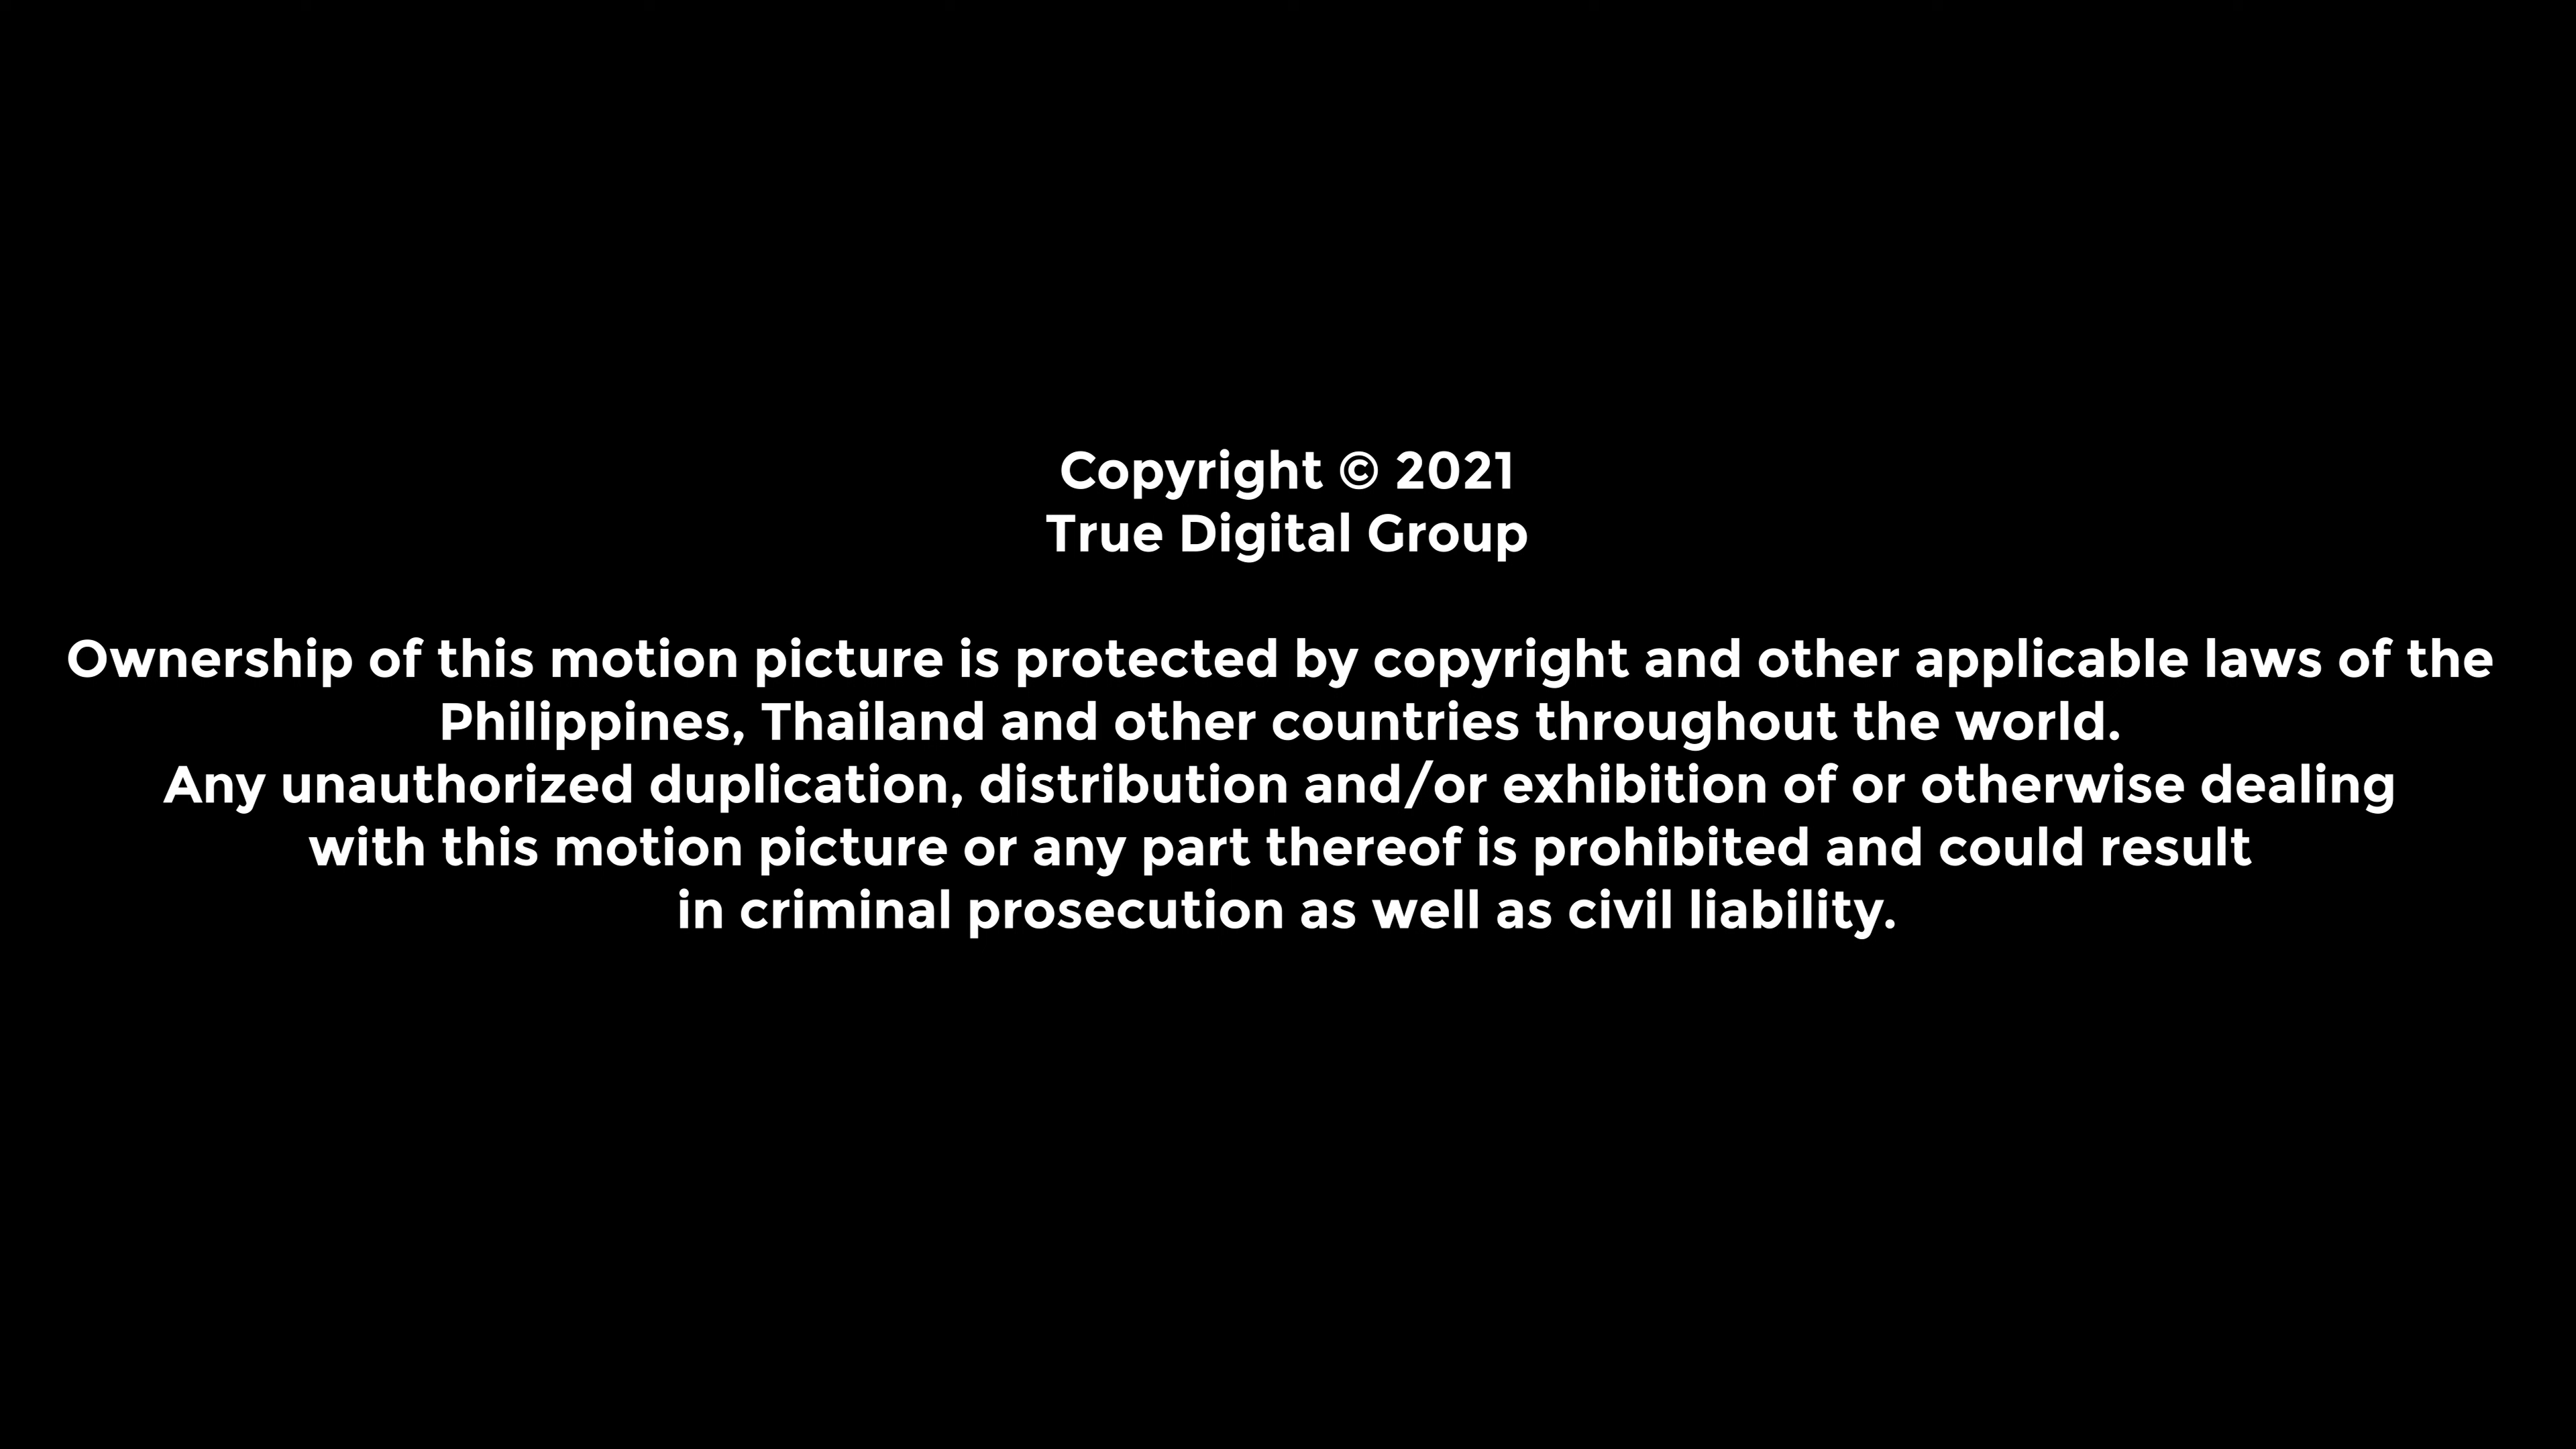 Copyright © 2021
True Digital Group
Ownership of this motion picture is protected by copyright and other applicable laws of the
Philippines, Thailand and other countries throughout the world.
Any unauthorized duplication, distribution and/or exhibition of or otherwise dealing
with this motion picture or any part thereof is prohibited and could result
in criminal prosecution as well as civil liability.